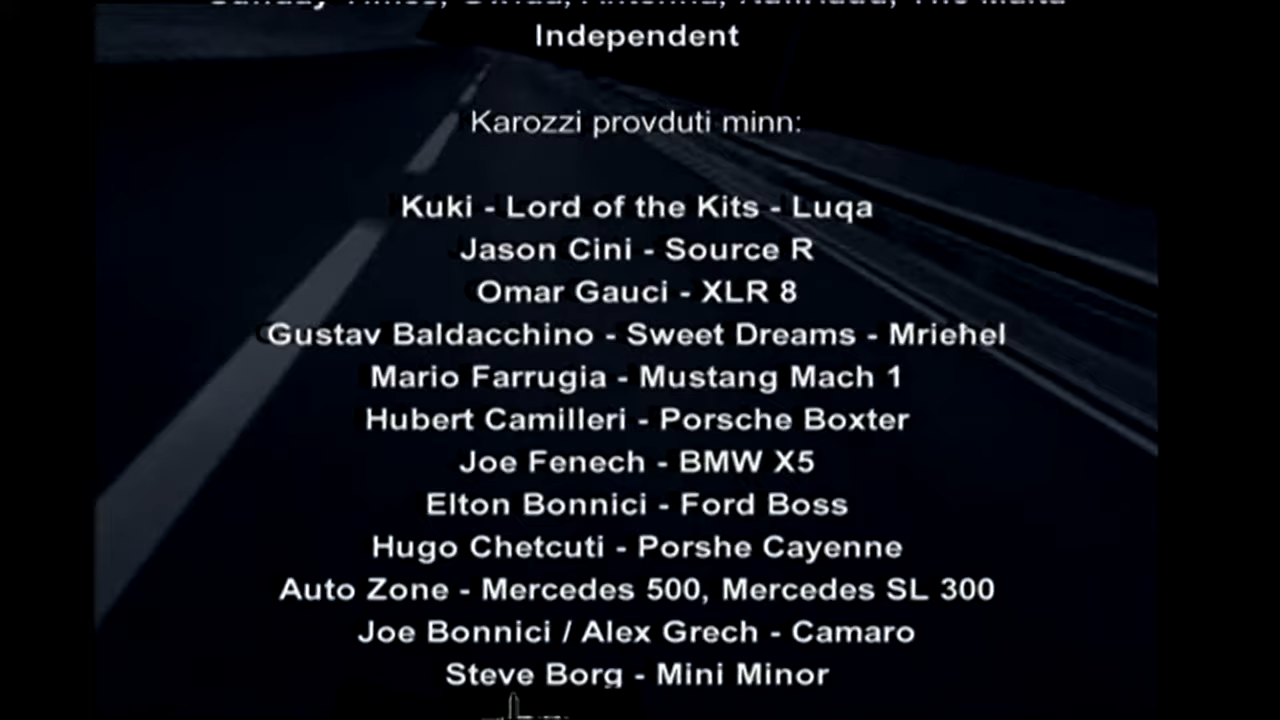 Independent
Karozzi provduti minn:
Kuki - Lord of the Kits - Luqa
Jason Cini - Source R
Omar Gauci - XLR 8
Gustav Baldacchino - Sweet Dreams - Mriehel
Mario Farrugia - Mustang Mach 1
Hubert Camilleri - Porsche Boxter
Joe Fenech - BMW X5
Elton Bonnici - Ford Boss
Hugo Chetcuti - Porshe Cayenne
Auto Zone - Mercedes 500, Mercedes SL 300
Joe Bonnici / Alex Grech - Camaro
Steve Borg - Mini Minor